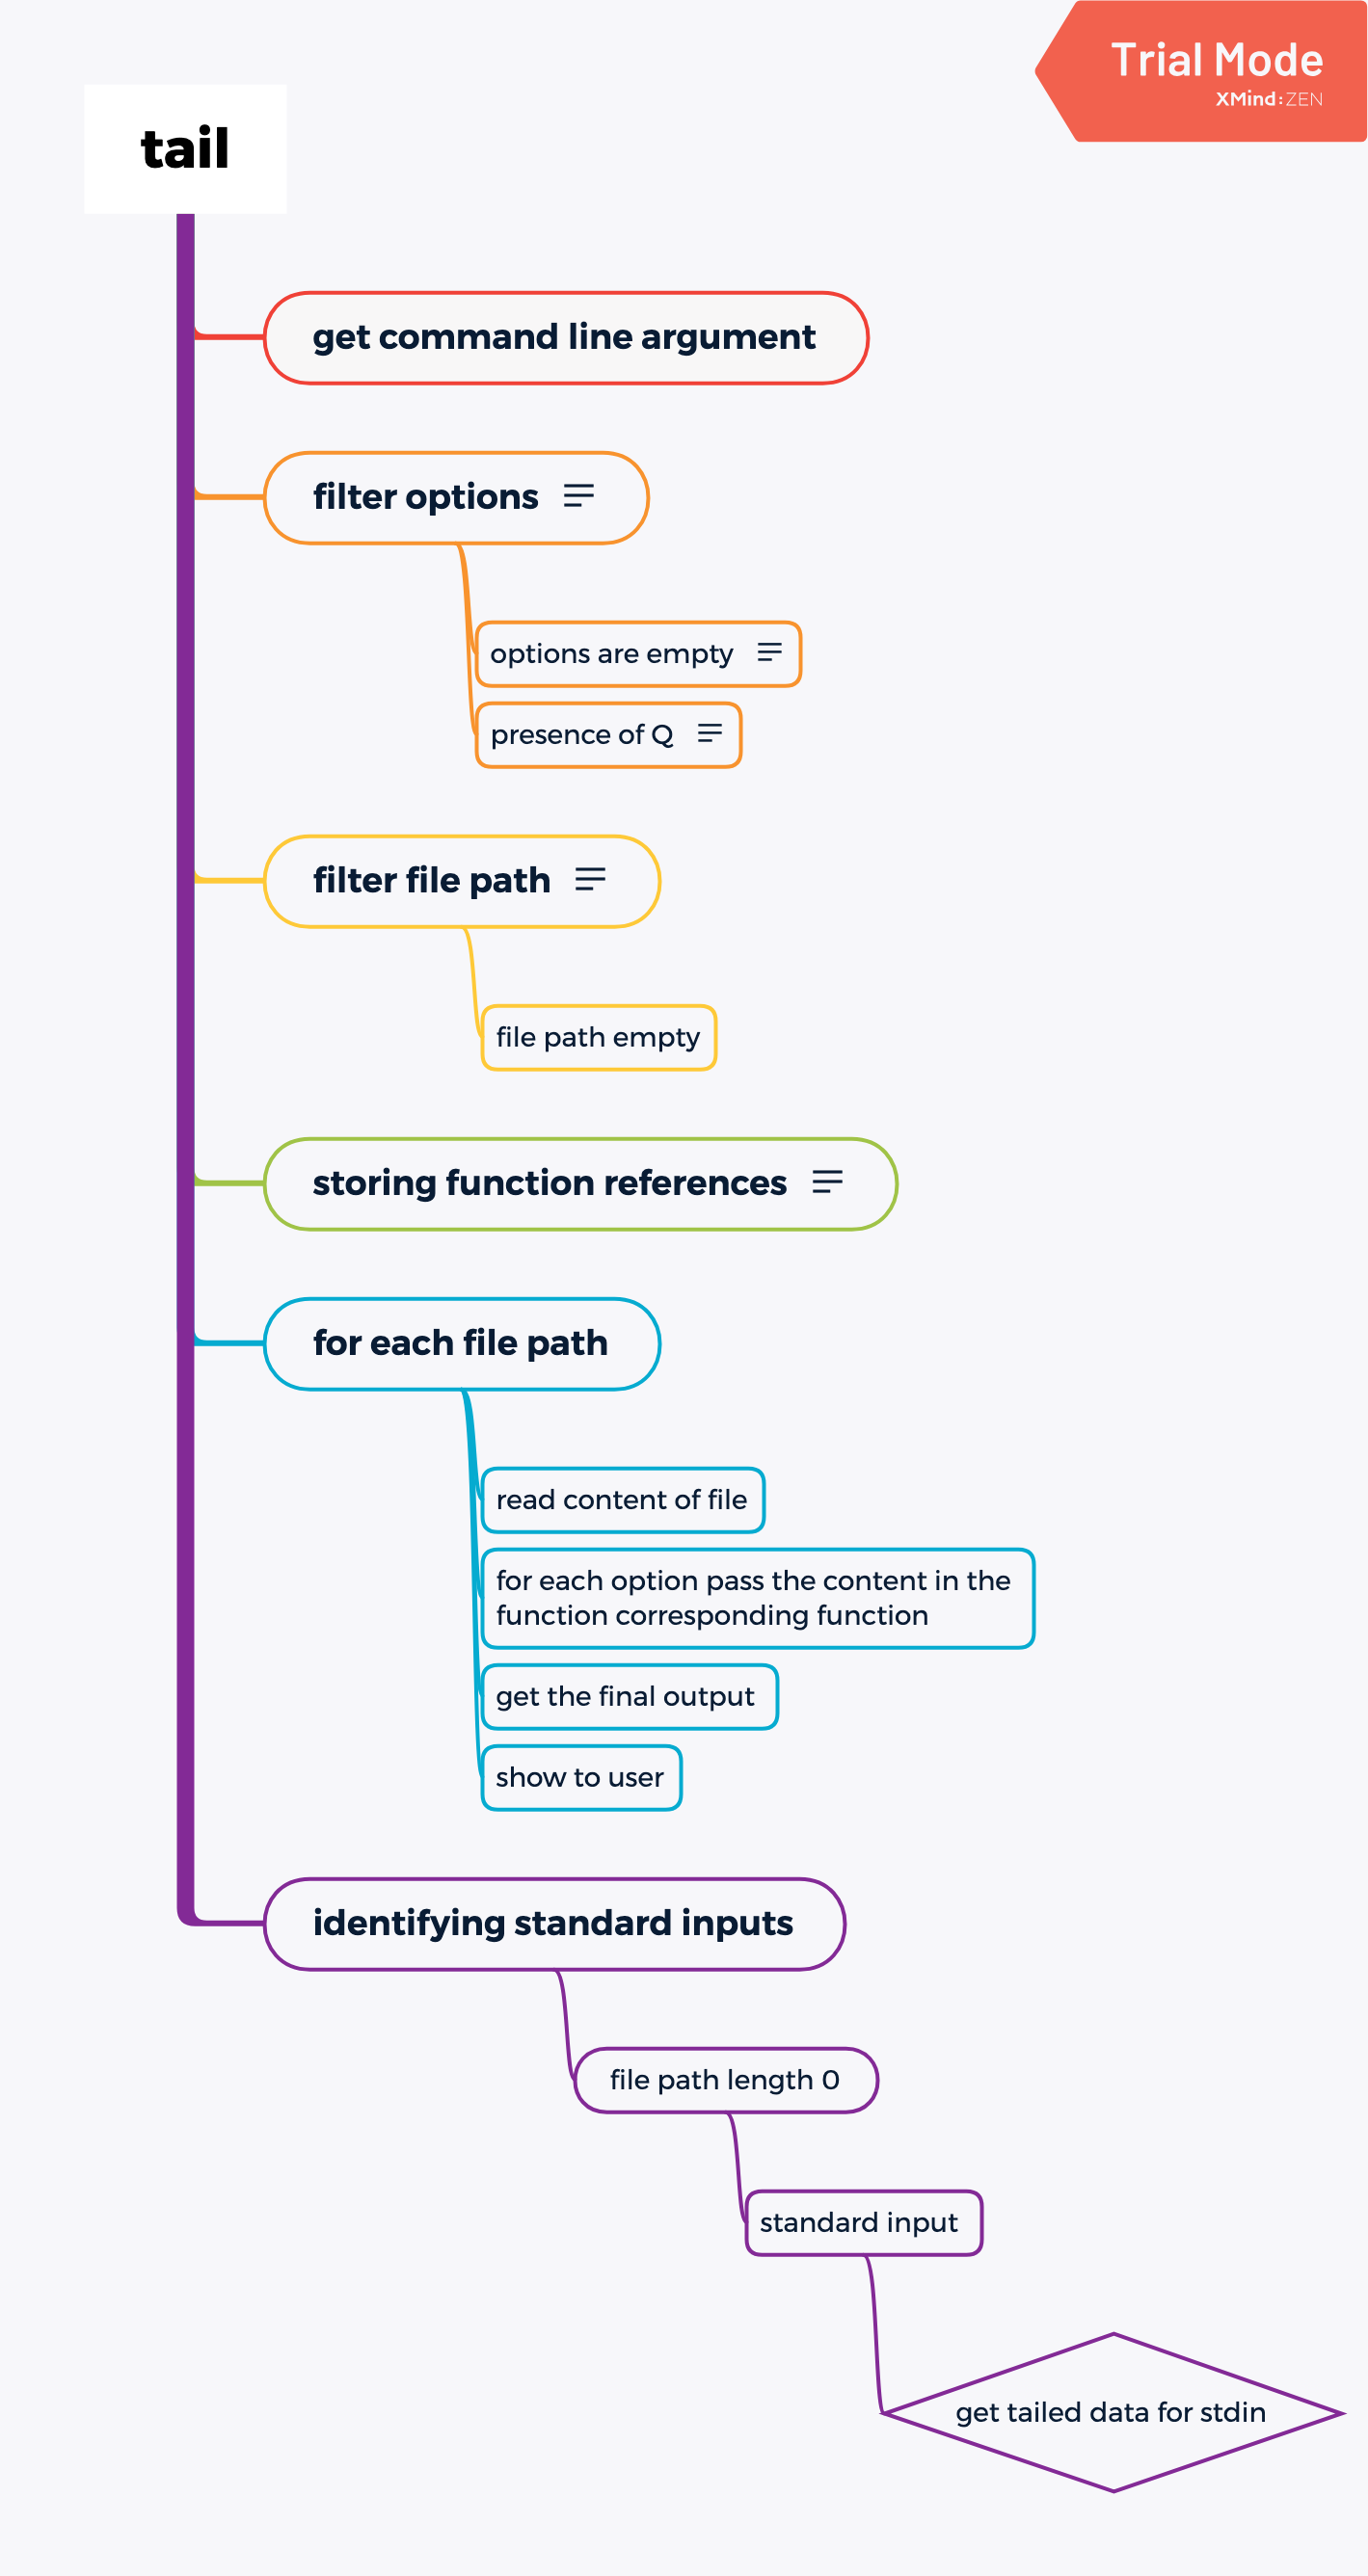 Trial Mode
XMind:ZEN
tail
get command line argument
filter options
options are empty
presence of Q
filter file path
file path empty
storing function references
for each file path
read content of file
for each option pass the content in the
function corresponding function
get the final output
show to user
identifying standard inputs
file path length 0
standard input
get tailed data for stdin